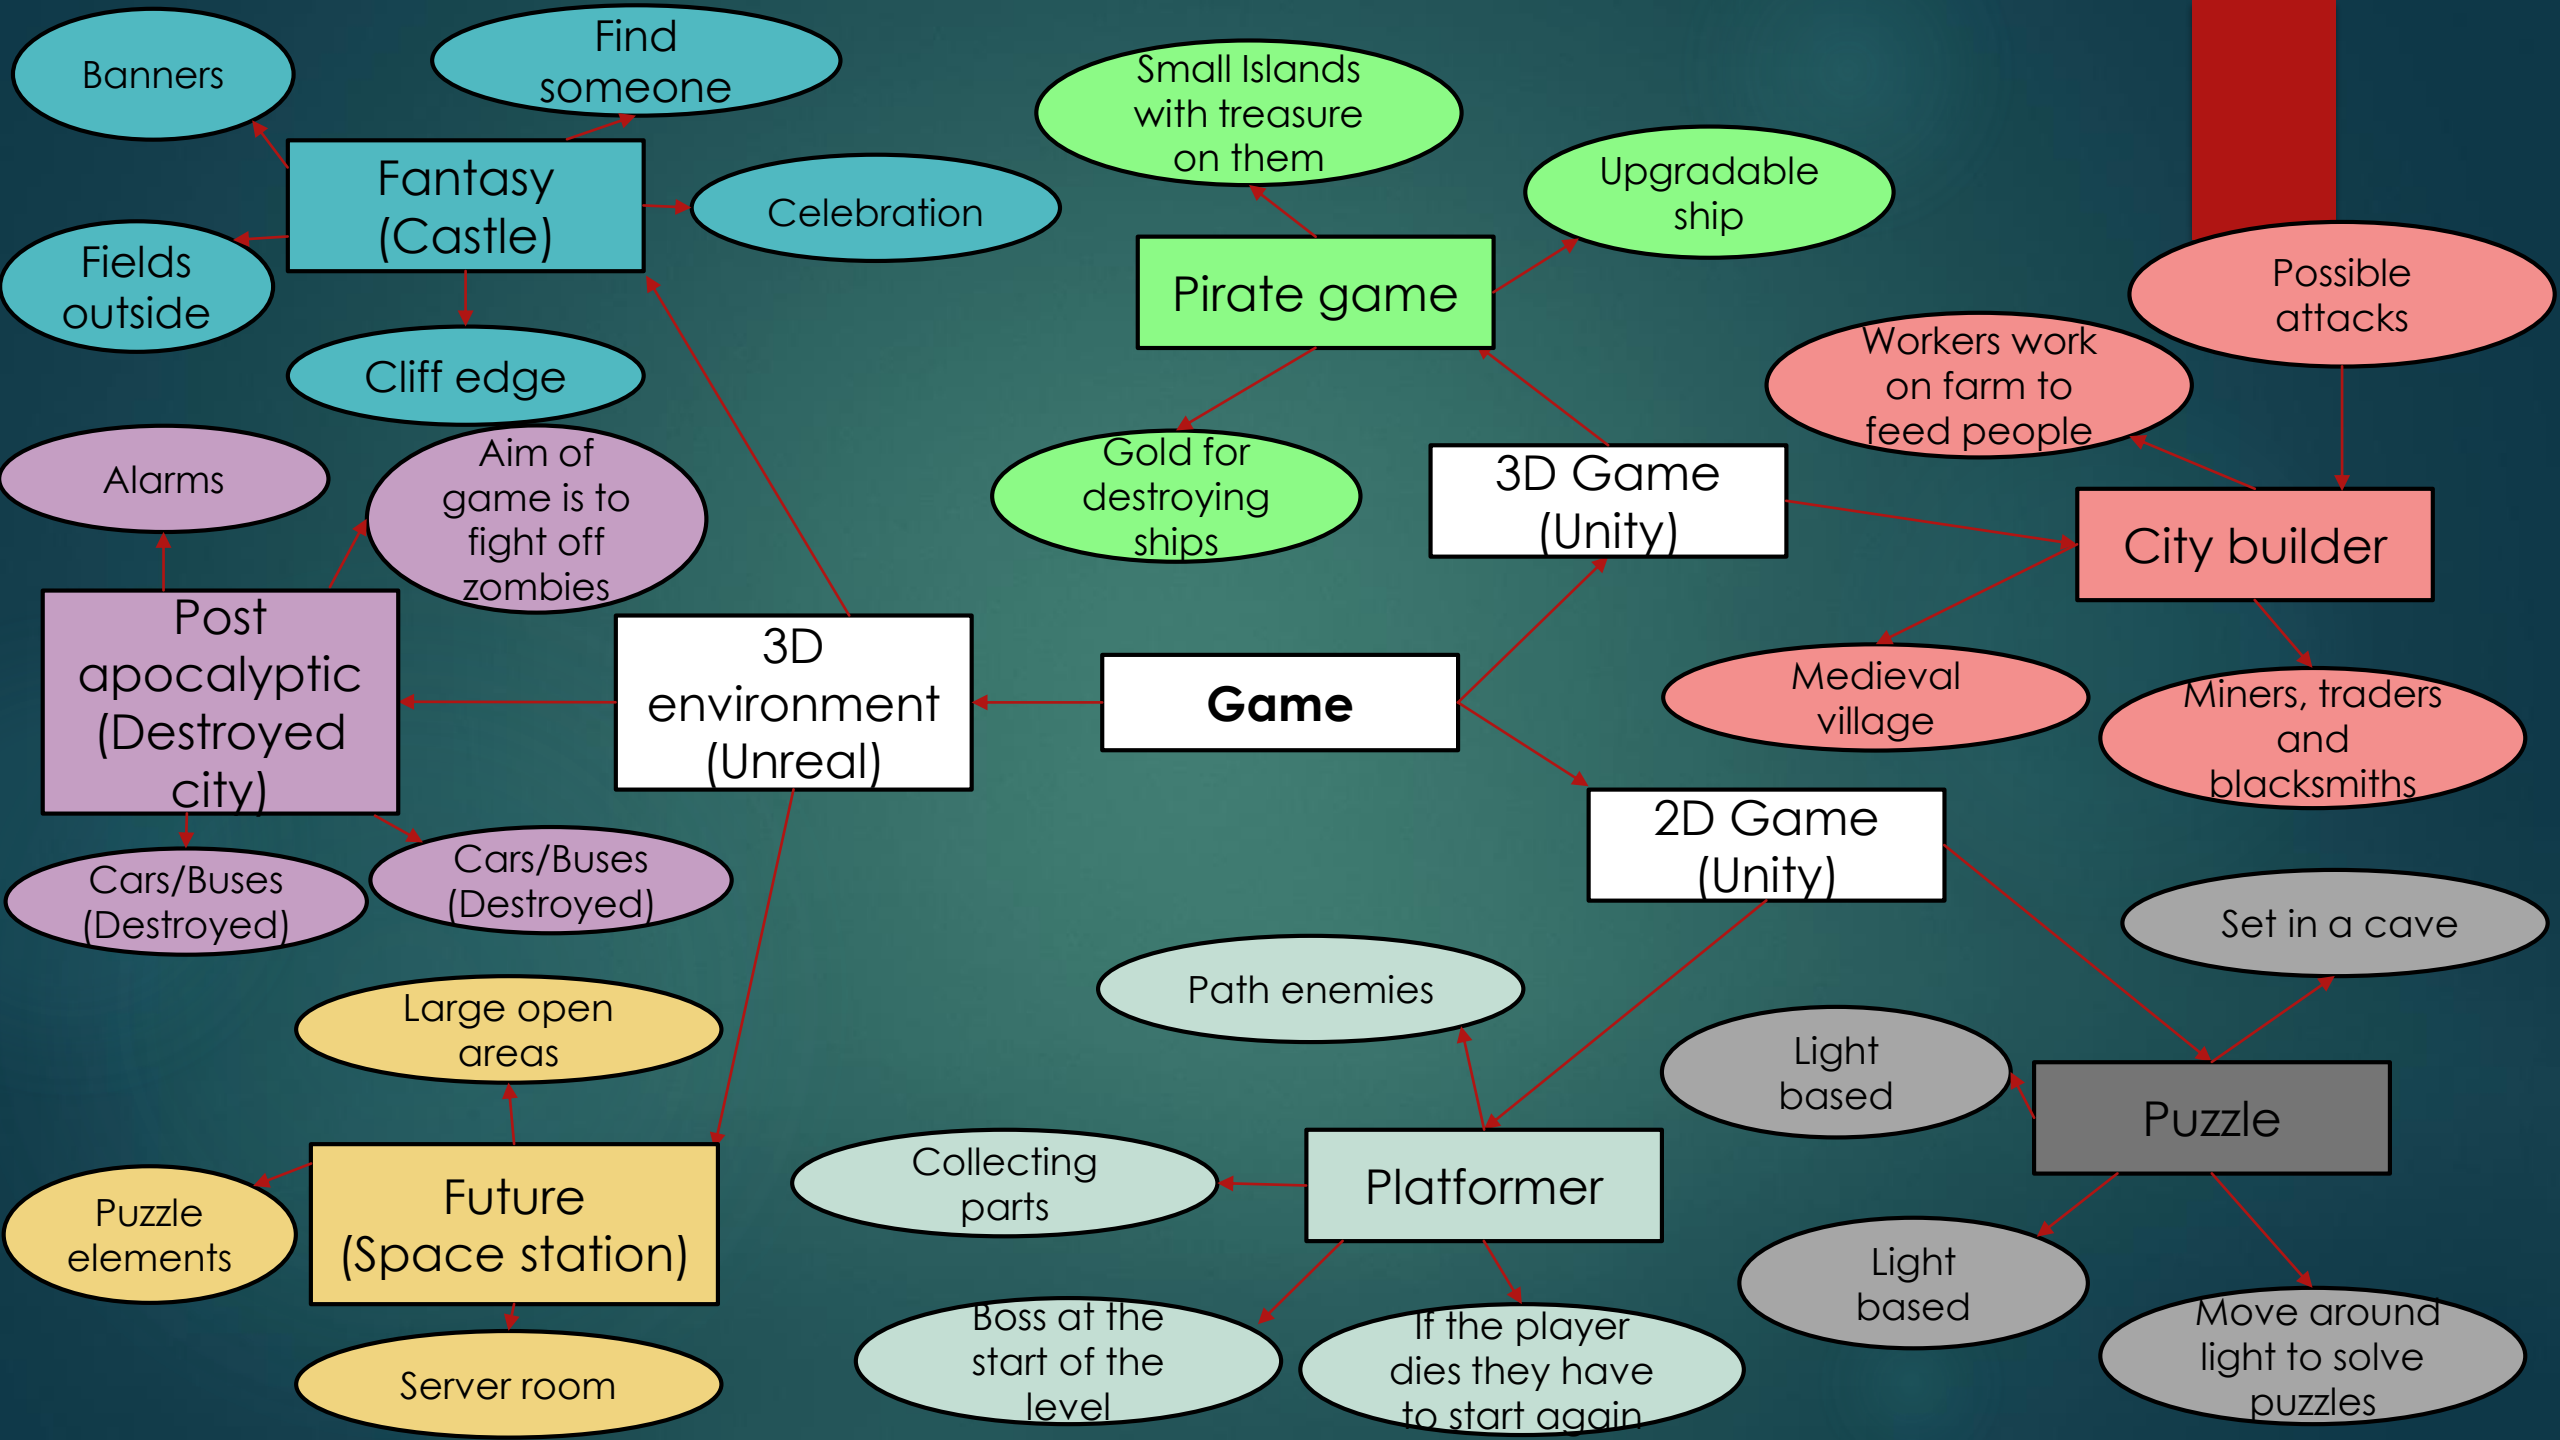 Banners
Find
someone
Fantasy
(Castle)
Celebration
Fields
outside
Cliff edge
Small Islands
with treasure
on them
Upgradable
ship
Pirate game
Gold for
destroying
ships
3D Game
(Unity)
Possible
attacks
Workers work
on farm to
feed people
City builder
Medieval
village
Miners, traders
and
blacksmiths
Alarms
Aim of
game is to
fight off
zombies
Post
apocalyptic
(Destroyed
city)
Cars/Buses
(Destroyed)
Cars/Buses
(Destroyed)
3D
environment
(Unreal)
Game
2D Game
(Unity)
Large open
areas
Puzzle
elements
Future
(Space station)
Server room
Path enemies
Collecting
parts
Platformer
Boss at the
start of the
level
If the player
dies they have
to start again
Set in a cave
Light
based
Puzzle
Light
based
Move around
light to solve
puzzles